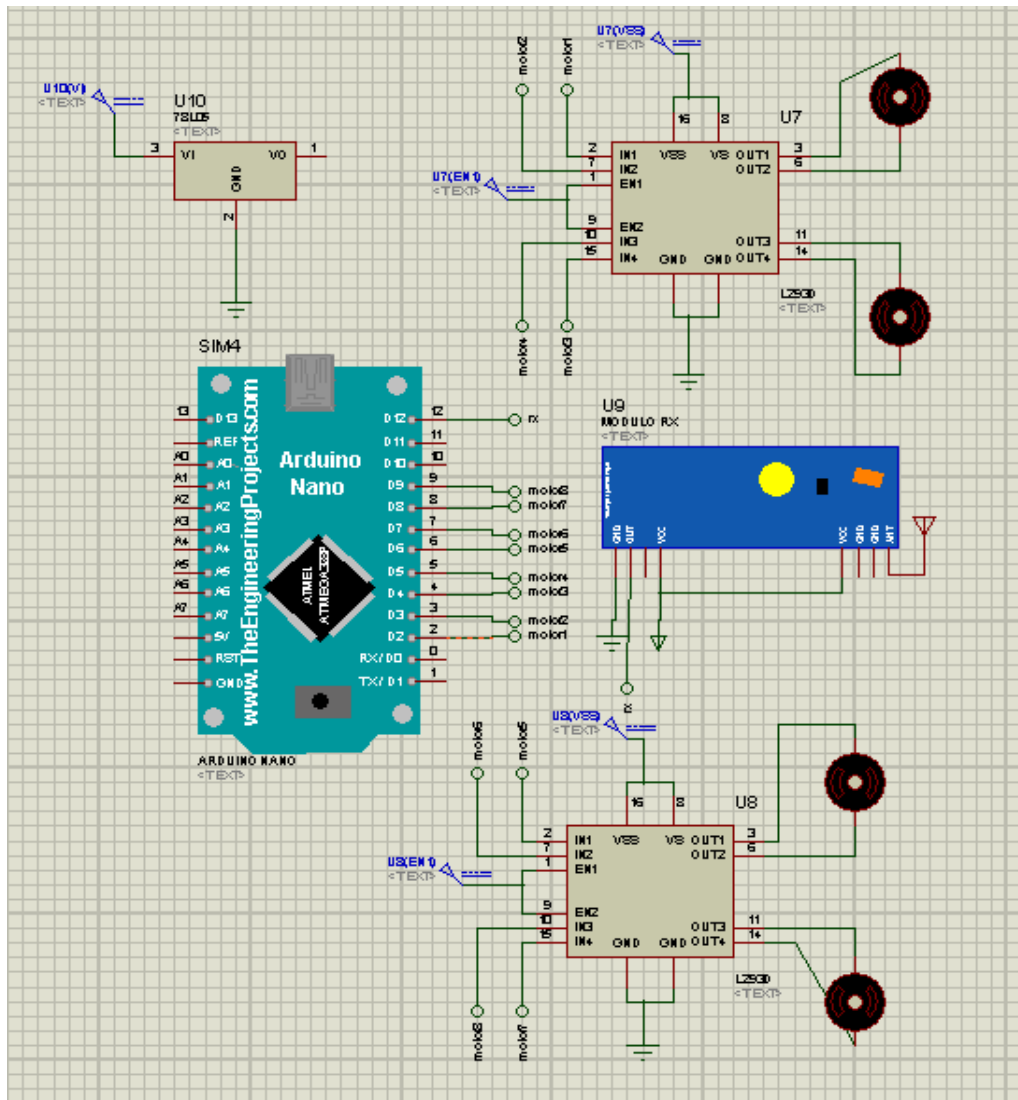 U10(VI)
<TEXT>
U10
78L05
<TEXT>
3
VI
VO
1
GND
2
motor2
motor1
U7(VSS)
<TEXT>
16
8
U7
2
IN1
VSS
VS
OUT1
3
7
IN2
OUT2
6
1
EN1
U7(EN1)
<TEXT>
9
EN2
10
IN3
OUT3
11
15
IN4
GND
GND
OUT4
14
L293D
<TEXT>
motor4
motor3
SIM4
www.TheEngineeringProjects.com
Arduino
Nano
ATMEL
ATMEGA328P
13
D13
REF
A0
A0
A1
A1
A2
A2
A3
A3
A4
A4
A5
A5
A6
A6
A7
A7
5V
RST
GND
D12
12
rx
D11
11
D10
10
D9
9
motor8
D8
8
motor7
D7
7
motor6
D6
6
motor5
D5
5
motor4
D4
4
motor3
D3
3
motor2
D2
2
motor1
RX/D0
0
TX/D1
1
ARDUINO NANO
<TEXT>
U9
MODULO RX
<TEXT>
GND
OUT
VCC
VCC
GND
GND
ANT
rx
motor6
motor5
U8(VSS)
<TEXT>
16
8
U8
2
IN1
VSS
VS
OUT1
3
7
IN2
OUT2
6
1
EN1
U8(EN1)
<TEXT>
9
EN2
10
IN3
OUT3
11
15
IN4
GND
GND
OUT4
14
L293D
<TEXT>
motor8
motor7